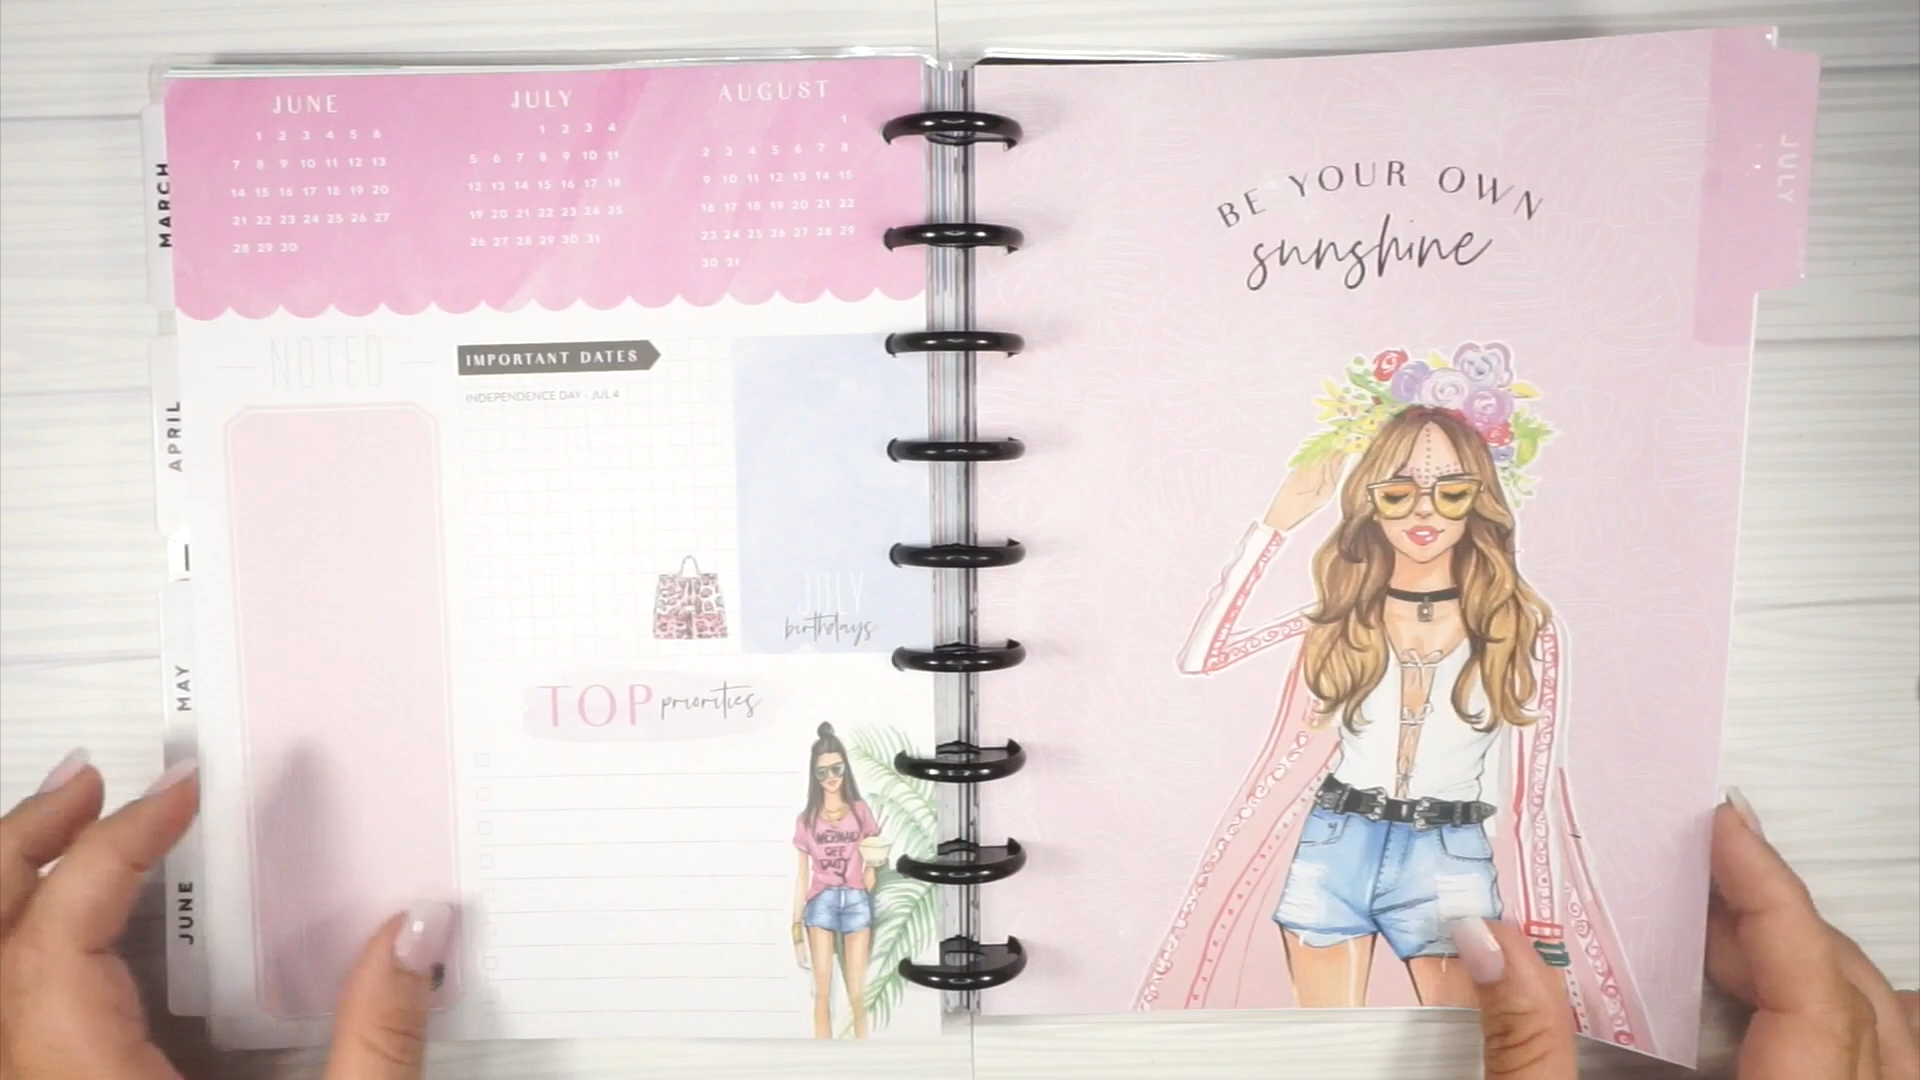 JUNE
1 2 3 4 5 6
7 8 9 10 11 12 13
14 15 16 17 18 19 20
21 22 23 24 25 26 27
28 29 30
JULY
1 2 3 4
5 6 7 8 9 10 11
12 13 14 15 16 17 18
19 20 21 22 23 24 25
26 27 28 29 30 31
AUGUST
1
2 3 4 5 6 7 8
9 10 11 12 13 14 15
16 17 18 19 20 21 22
23 24 25 26 27 28 29
30 31
MARCH
APRIL
MAY
JUNE
NOTED
IMPORTANT DATES
INDEPENDENCE DAY - JUL 4
JULY
birthdays
TOP priorities
MERMAID
OFF
DUTY
BE YOUR OWN
sunshine
JULY